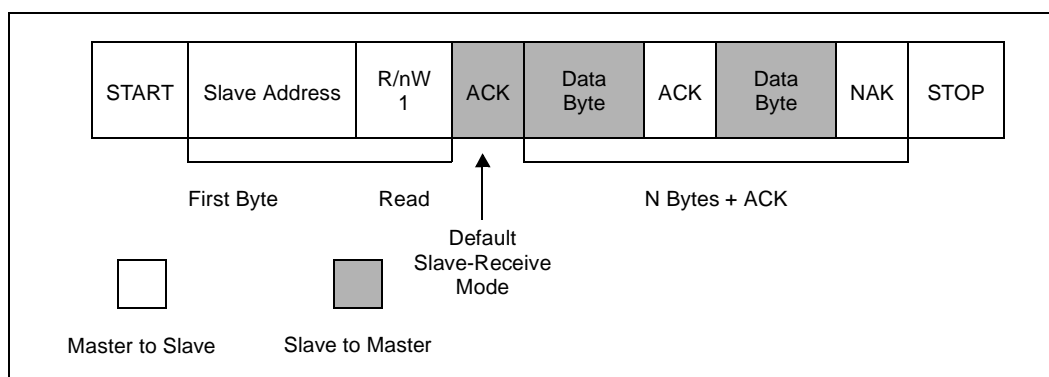 START
Slave Address
R/nW
1
ACK
Data
Byte
ACK
Data
Byte
NAK
STOP
First Byte
Read
N Bytes + ACK
Default
Slave-Receive
Mode
Master to Slave
Slave to Master